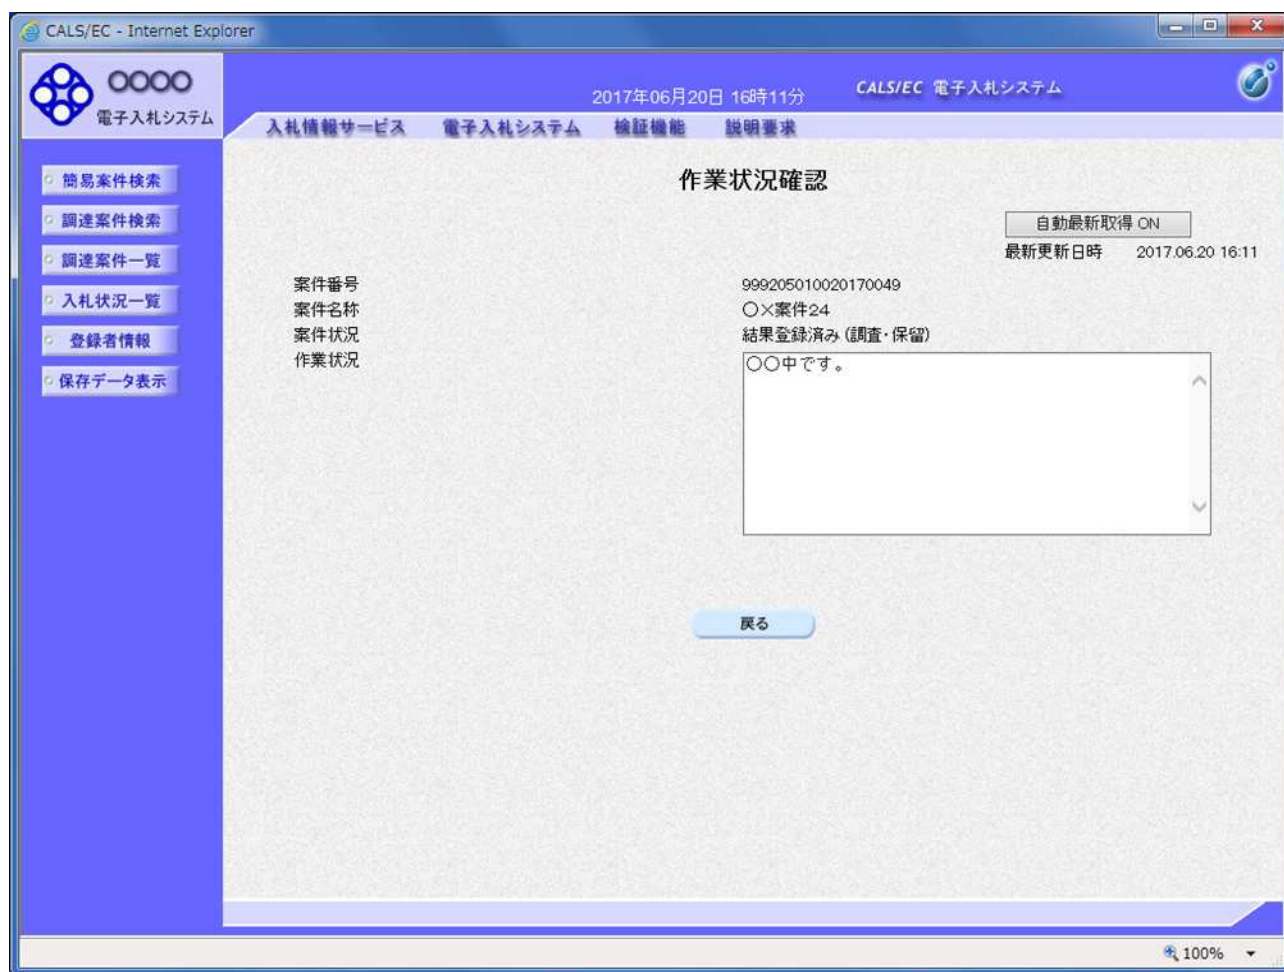 CALS/EC - Internet Explorer
〇〇〇〇
電子入札システム
2017年06月20日 16時11分
CALS/EC 電子入札システム
入札情報サービス 電子入札システム 検証機能 説明要求
簡易案件検索
調達案件検索
調達案件一覧
入札状況一覧
登録者情報
保存データ表示
作業状況確認
自動最新取得 ON
最新更新日時 2017.06.20 16:11
案件番号 999205010020170049
案件名称 〇×案件24
案件状況 結果登録済み(調査・保留)
作業状況 〇〇中です。
戻る
100%